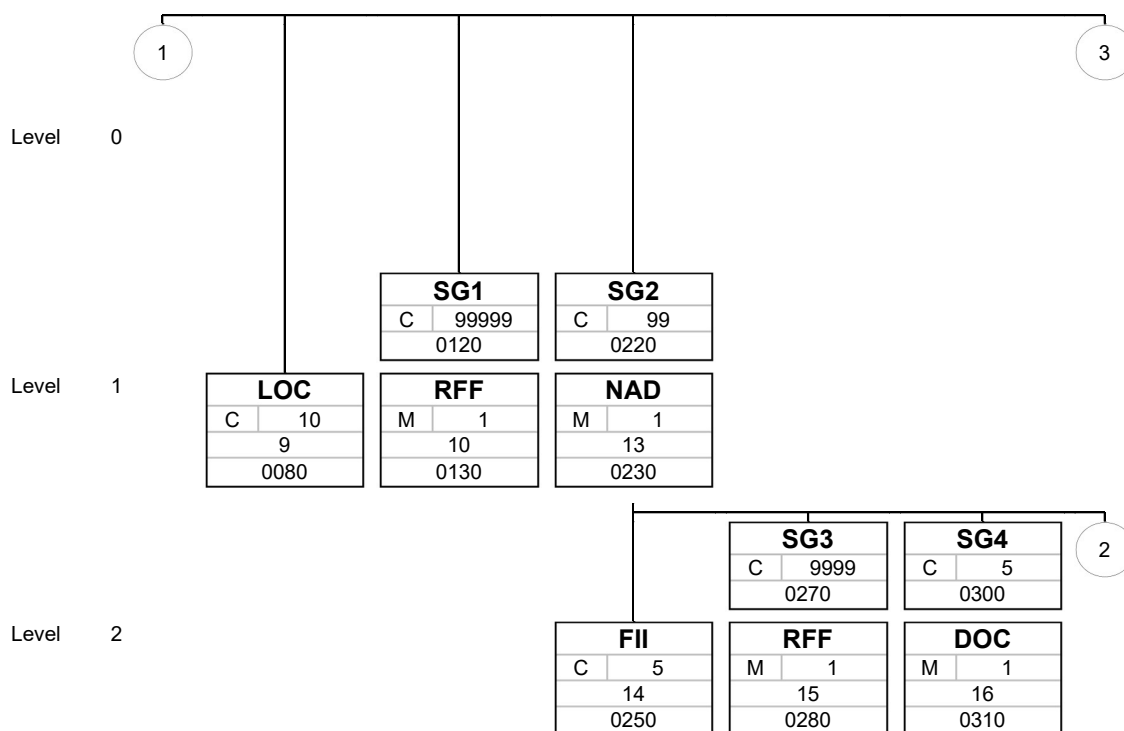 1
3
Level 0
SG1
C 99999
0120
SG2
C 99
0220
Level 1
LOC
C 10
9
0080
RFF
M 1
10
0130
NAD
M 1
13
0230
SG3
C 9999
0270
SG4
C 5
0300
2
Level 2
FII
C 5
14
0250
RFF
M 1
15
0280
DOC
M 1
16
0310